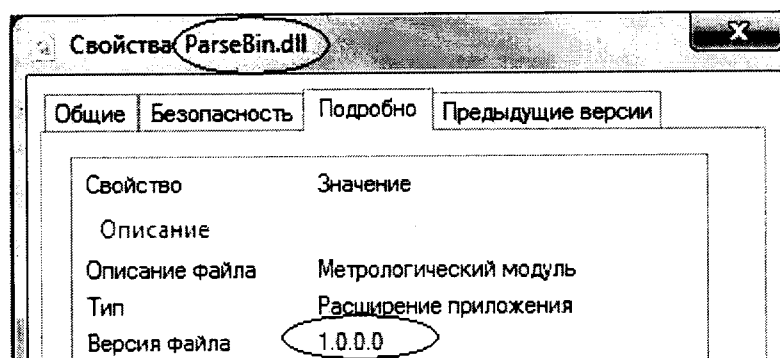 Свойства: ParseBin.dll
Общие Безопасность Подробно Предыдущие версии
Свойство Значение
Описание
Описание файла Метрологический модуль
Тип Расширение приложения
Версия файла 1.0.0.0